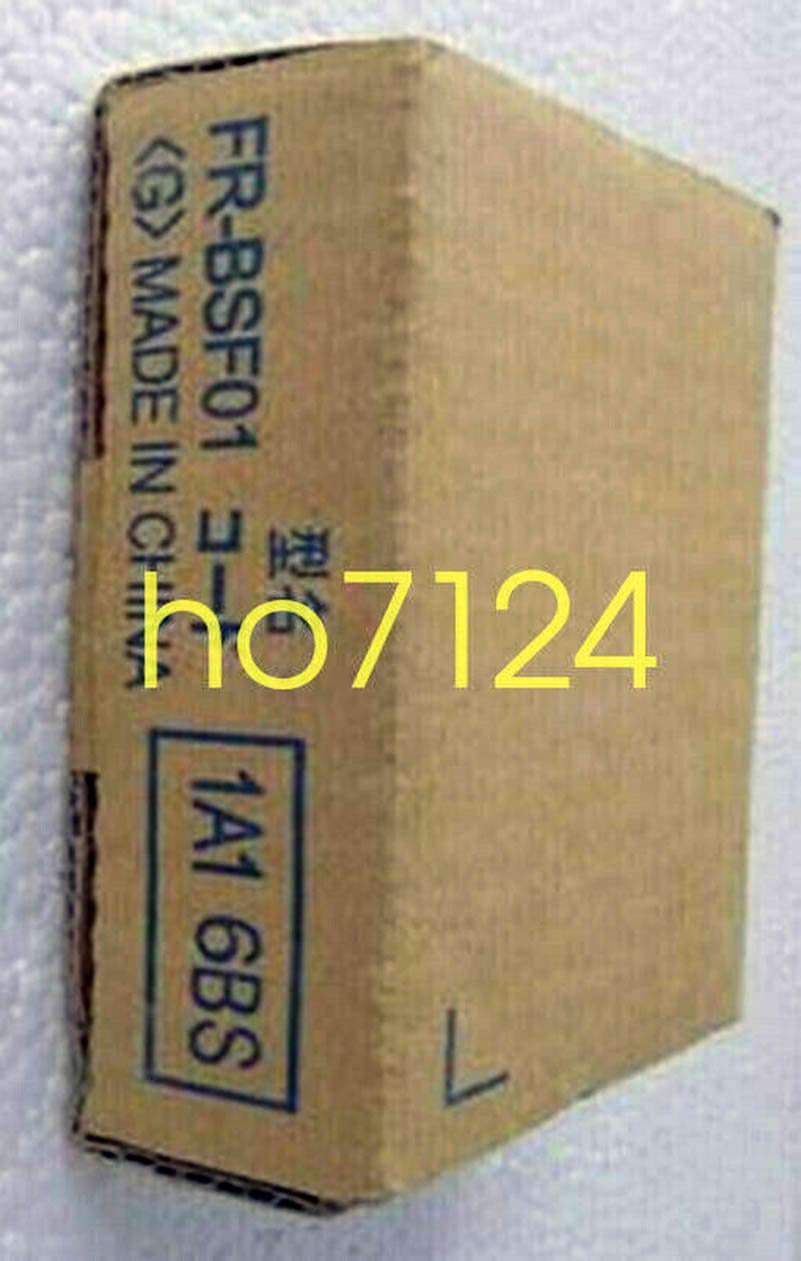 型名
FR-BSF01 コード
1A1 6BS
〈G〉 MADE IN CHINA
ho7124